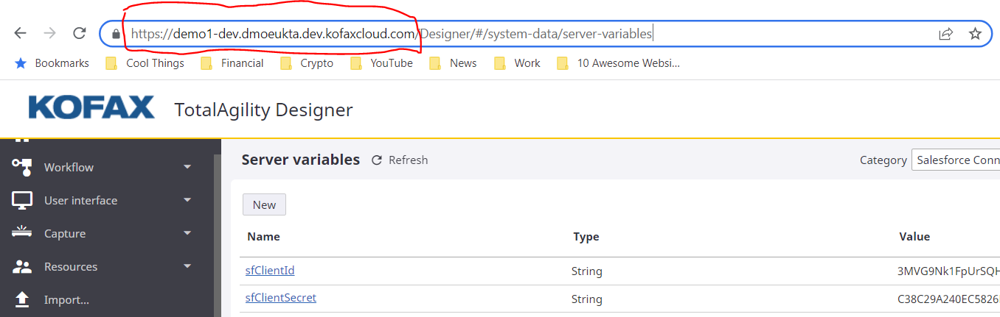 https://demo1-dev.dmoeukta.dev.kofaxcloud.com/Designer/#/system-data/server-variables
Bookmarks Cool Things Financial Crypto YouTube News Work 10 Awesome Websi...
KOFAX TotalAgility Designer
Workflow
User interface
Capture
Resources
Import...
Server variables Refresh Category Salesforce Conn
New
Name Type Value
sfClientId String 3MVG9Nk1FpUrSQH
sfClientSecret String C38C29A240EC5826